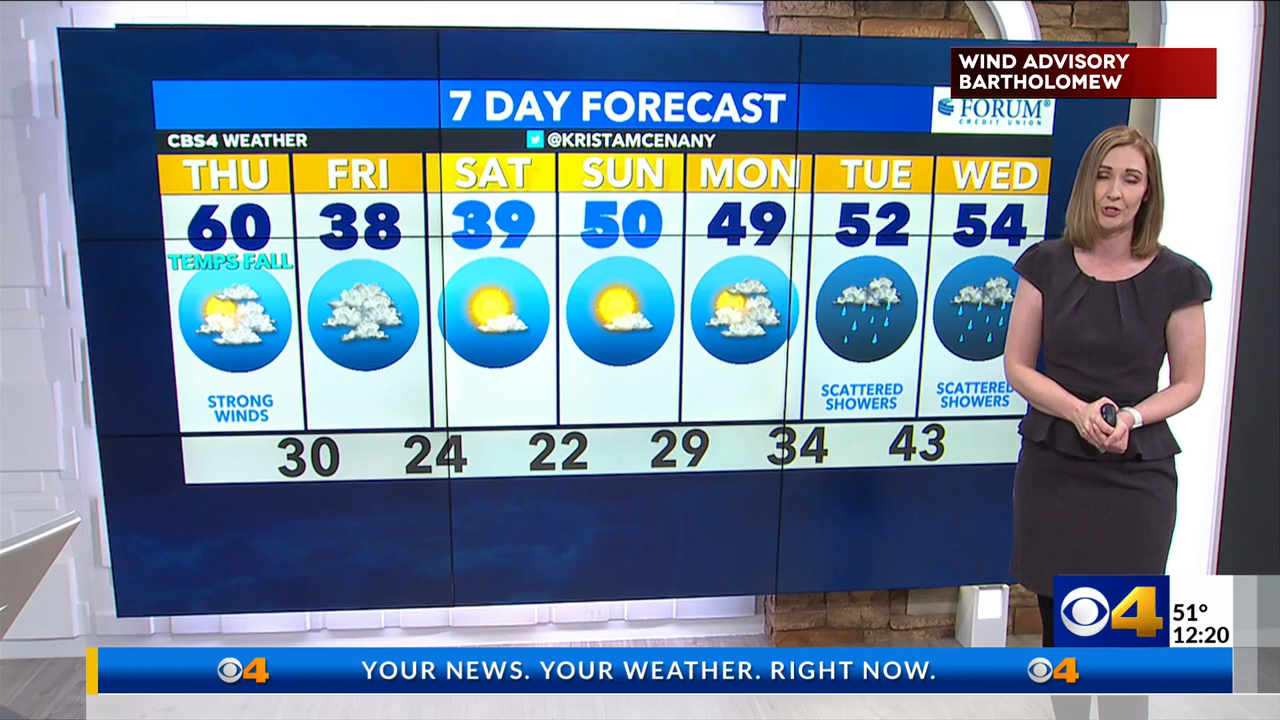 WIND ADVISORY
BARTHOLOMEW
7 DAY FORECAST
FORUM®
CREDIT UNION
CBS4 WEATHER
@KRISTAMCENANY
THU FRI SAT SUN MON TUE WED
60 38 39 50 49 52 54
TEMPS FALL
STRONG
WINDS
SCATTERED
SHOWERS
SCATTERED
SHOWERS
30 24 22 29 34 43
4
51°
12:20
4 YOUR NEWS. YOUR WEATHER. RIGHT NOW. 4